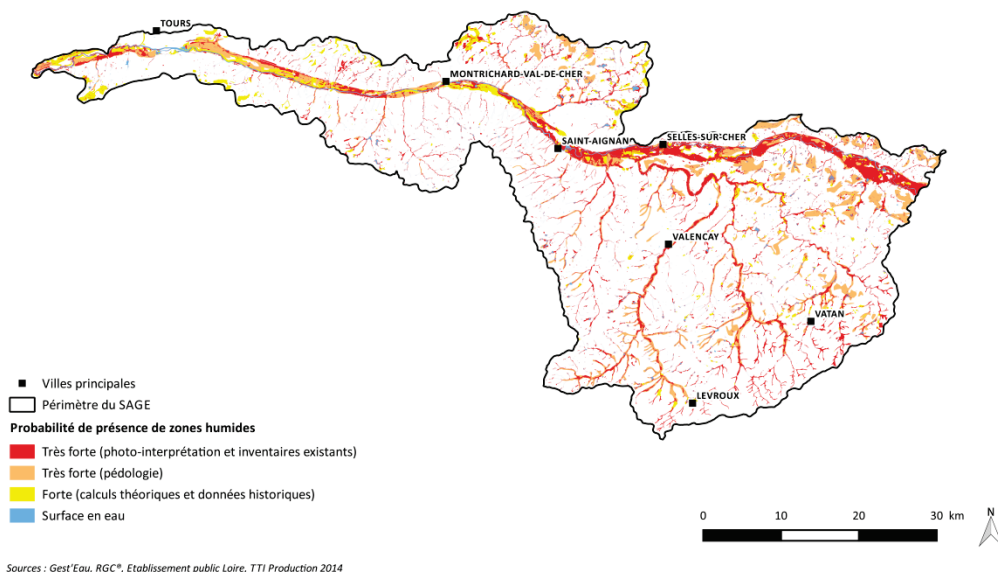 TOURS
MONTRICHARD-VAL-DE-CHER
SAINT-AIGNAN
SELLES-SUR-CHER
VALENCAY
VATAN
LEVROUX
Villes principales
Périmètre du SAGE
Probabilité de présence de zones humides
Très forte (photo-interprétation et inventaires existants)
Très forte (pédologie)
Forte (calculs théoriques et données historiques)
Surface en eau
0 10 20 30 km
N
Sources : Gest'Eau, RGC®, Etablissement public Loire, TTI Production 2014